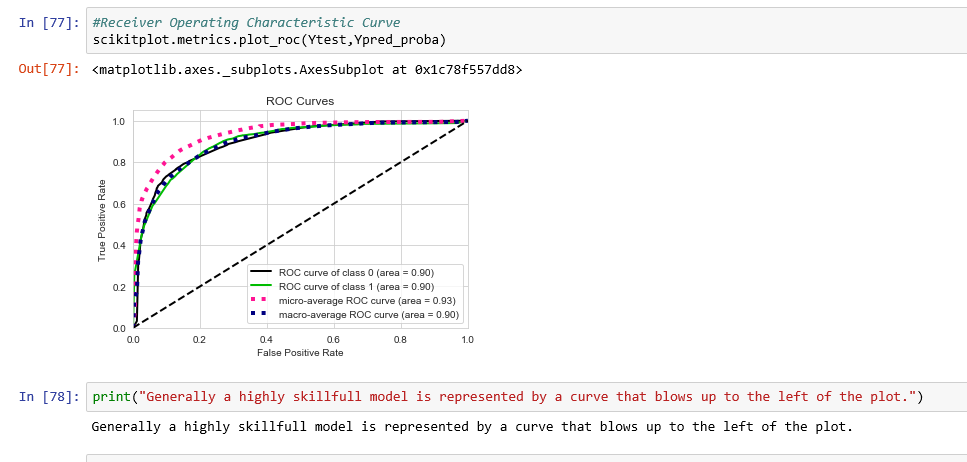 In [77]:
#Receiver Operating Characteristic Curve
scikitplot.metrics.plot_roc(Ytest,Ypred_proba)
Out[77]:
<matplotlib.axes._subplots.AxesSubplot at 0x1c78f557dd8>
ROC Curves
1.0
0.8
0.6
0.4
0.2
0.0
True Positive Rate
ROC curve of class 0 (area = 0.90)
ROC curve of class 1 (area = 0.90)
micro-average ROC curve (area = 0.93)
macro-average ROC curve (area = 0.90)
0.0 0.2 0.4 0.6 0.8 1.0
False Positive Rate
In [78]:
print("Generally a highly skillfull model is represented by a curve that blows up to the left of the plot.")
Generally a highly skillfull model is represented by a curve that blows up to the left of the plot.